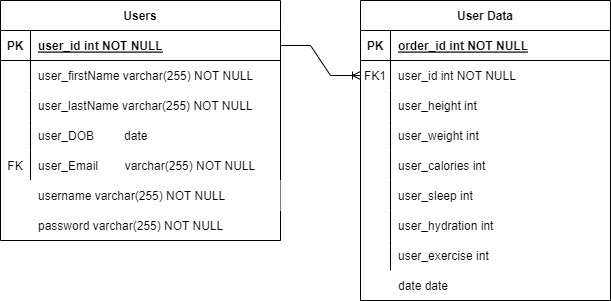 Users
PK user_id int NOT NULL
user_firstName varchar(255) NOT NULL
user_lastName varchar(255) NOT NULL
user_DOB date
FK user_Email varchar(255) NOT NULL
username varchar(255) NOT NULL
password varchar(255) NOT NULL
User Data
PK order_id int NOT NULL
FK1 user_id int NOT NULL
user_height int
user_weight int
user_calories int
user_sleep int
user_hydration int
user_exercise int
date date